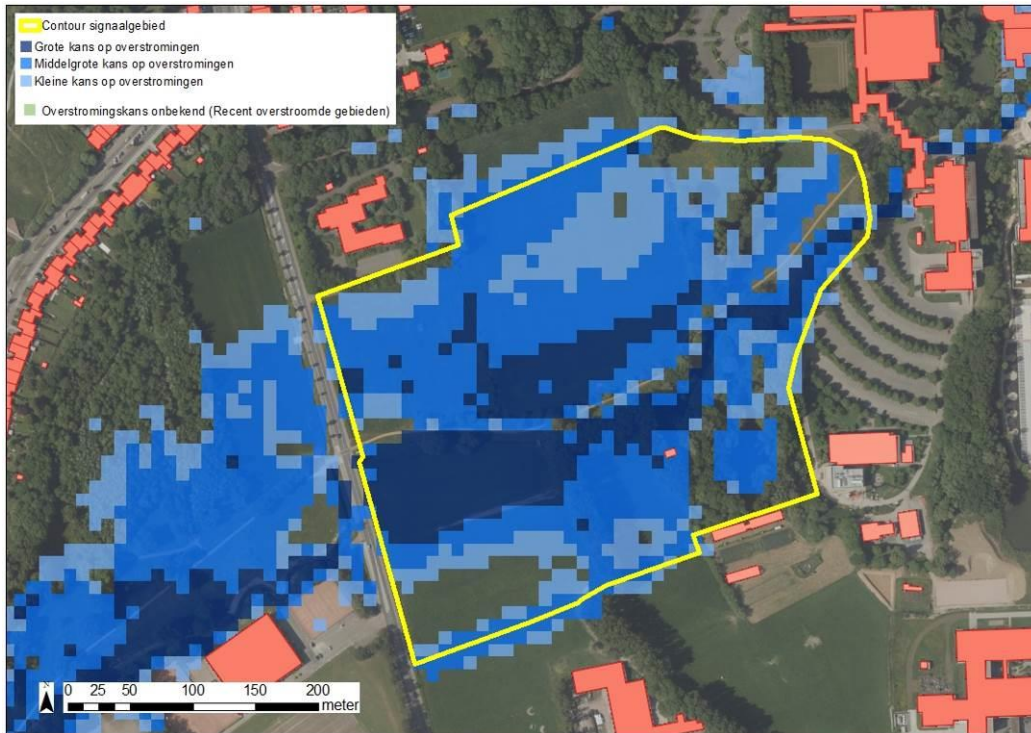 Contour signaalgebied
Grote kans op overstromingen
Middelgrote kans op overstromingen
Kleine kans op overstromingen
Overstromingskans onbekend (Recent overstroomde gebieden)
N
0 25 50 100 150 200
meter